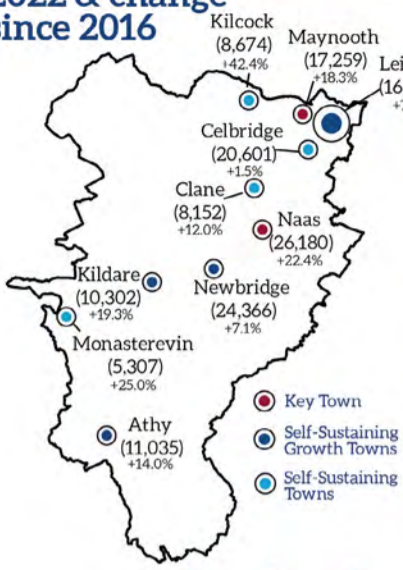 2022 & change
since 2016
Kilcock
(8,674)
+42.4%
Maynooth
(17,259)
+18.3%
Lei
(16
Celbridge
(20,601)
+1.5%
Clane
(8,152)
+12.0%
Naas
(26,180)
+22.4%
Kildare
(10,302)
+19.3%
Newbridge
(24,366)
+7.1%
Monasterevin
(5,307)
+25.0%
Athy
(11,035)
+14.0%
Key Town
Self-Sustaining
Growth Towns
Self-Sustaining
Towns